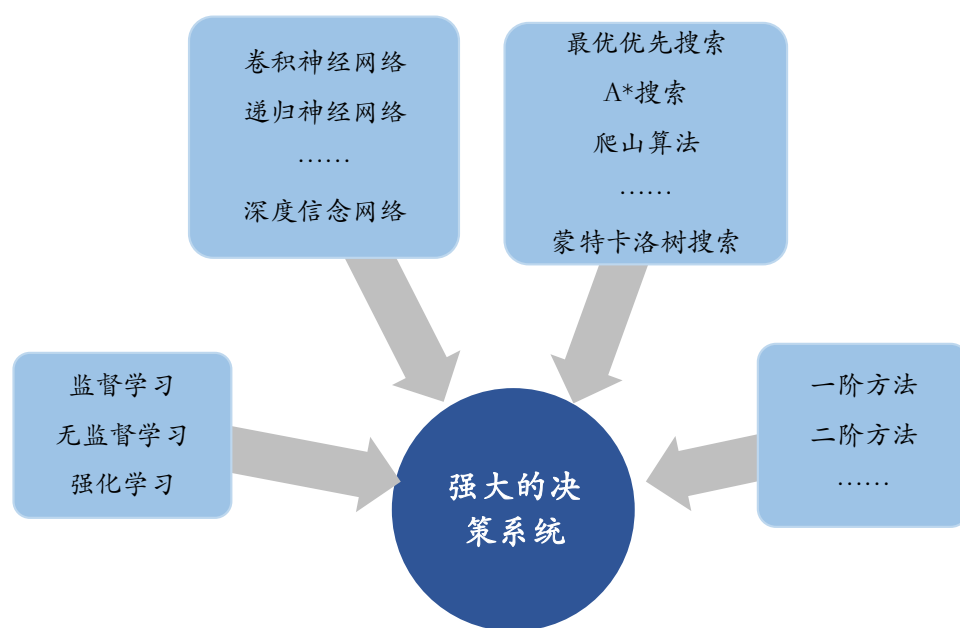 卷积神经网络
递归神经网络
……
深度信念网络
最优优先搜索
A*搜索
爬山算法
……
蒙特卡洛树搜索
监督学习
无监督学习
强化学习
一阶方法
二阶方法
……
强大的决
策系统